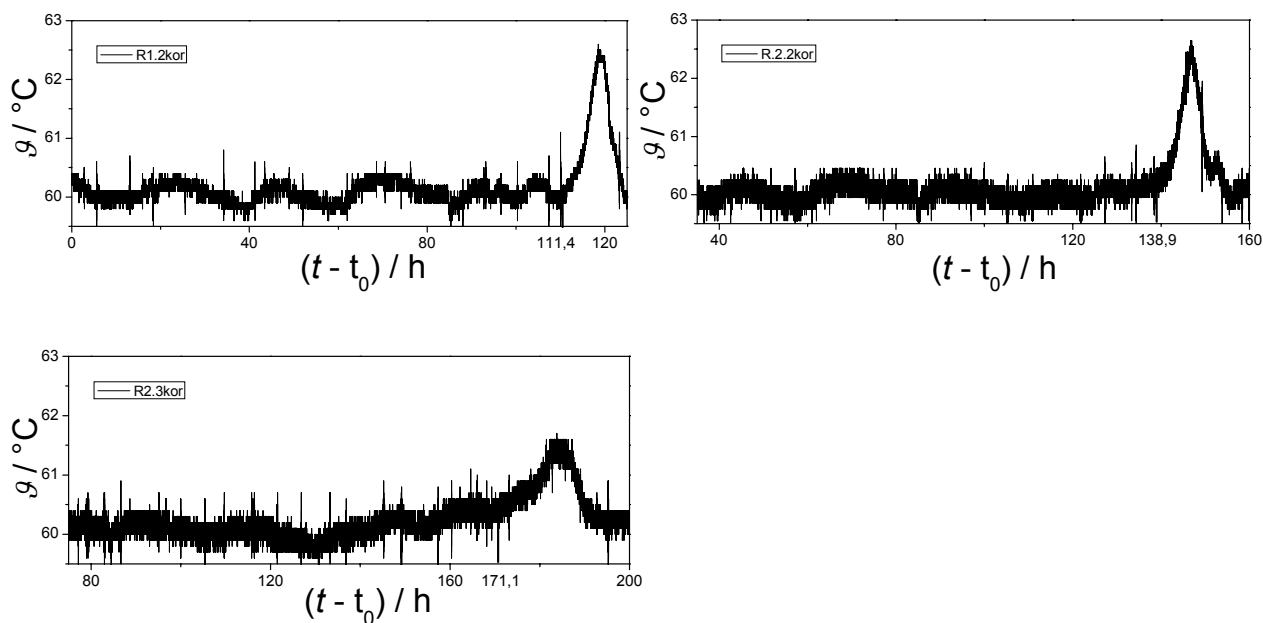 63
62
61
60
ϑ / °C
R1.2kor
0 40 80 111,4 120
(t - t0) / h
63
62
61
60
ϑ / °C
R.2.2kor
40 80 120 138,9 160
(t - t0) / h
63
62
61
60
ϑ / °C
R2.3kor
80 120 160 171,1 200
(t - t0) / h